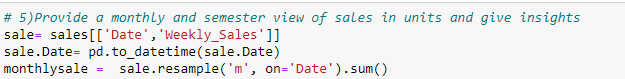 # 5)Provide a monthly and semester view of sales in units and give insights
sale= sales[['Date','Weekly_Sales']]
sale.Date= pd.to_datetime(sale.Date)
monthlysale =  sale.resample('m', on='Date').sum()